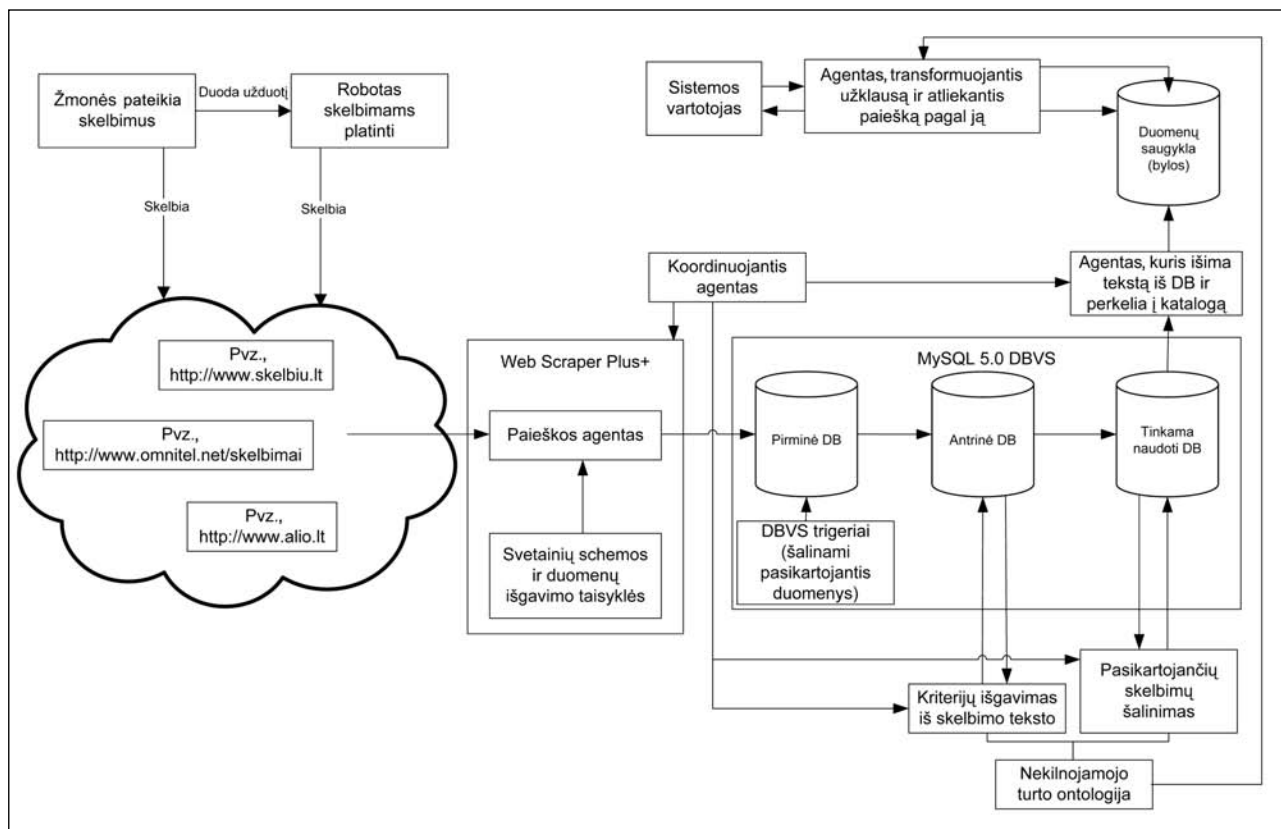 Žmonės pateikia
skelbimus
Duoda užduotį
Robotas
skelbimams
platinti
Skelbia
Skelbia
Sistemos
vartotojas
Agentas, transformuojantis
užklausą ir atliekantis
paiešką pagal ją
Duomenų
saugykla
(bylos)
Koordinuojantis
agentas
Agentas, kuris išima
tekstą iš DB ir
perkelia į katalogą
Pvz.,
http://www.skelbiu.lt
Pvz.,
http://www.omnitel.net/skelbimai
Pvz.,
http://www.alio.lt
Web Scraper Plus+
Paieškos agentas
Svetainių schemos
ir duomenų
išgavimo taisyklės
MySQL 5.0 DBVS
Pirminė DB
Antrinė DB
Tinkama
naudoti DB
DBVS trigeriai
(šalinami
pasikartojantis
duomenys)
Kriterijų išgavimas
iš skelbimo teksto
Pasikartojančių
skelbimų
šalinimas
Nekilnojamojo
turto ontologija